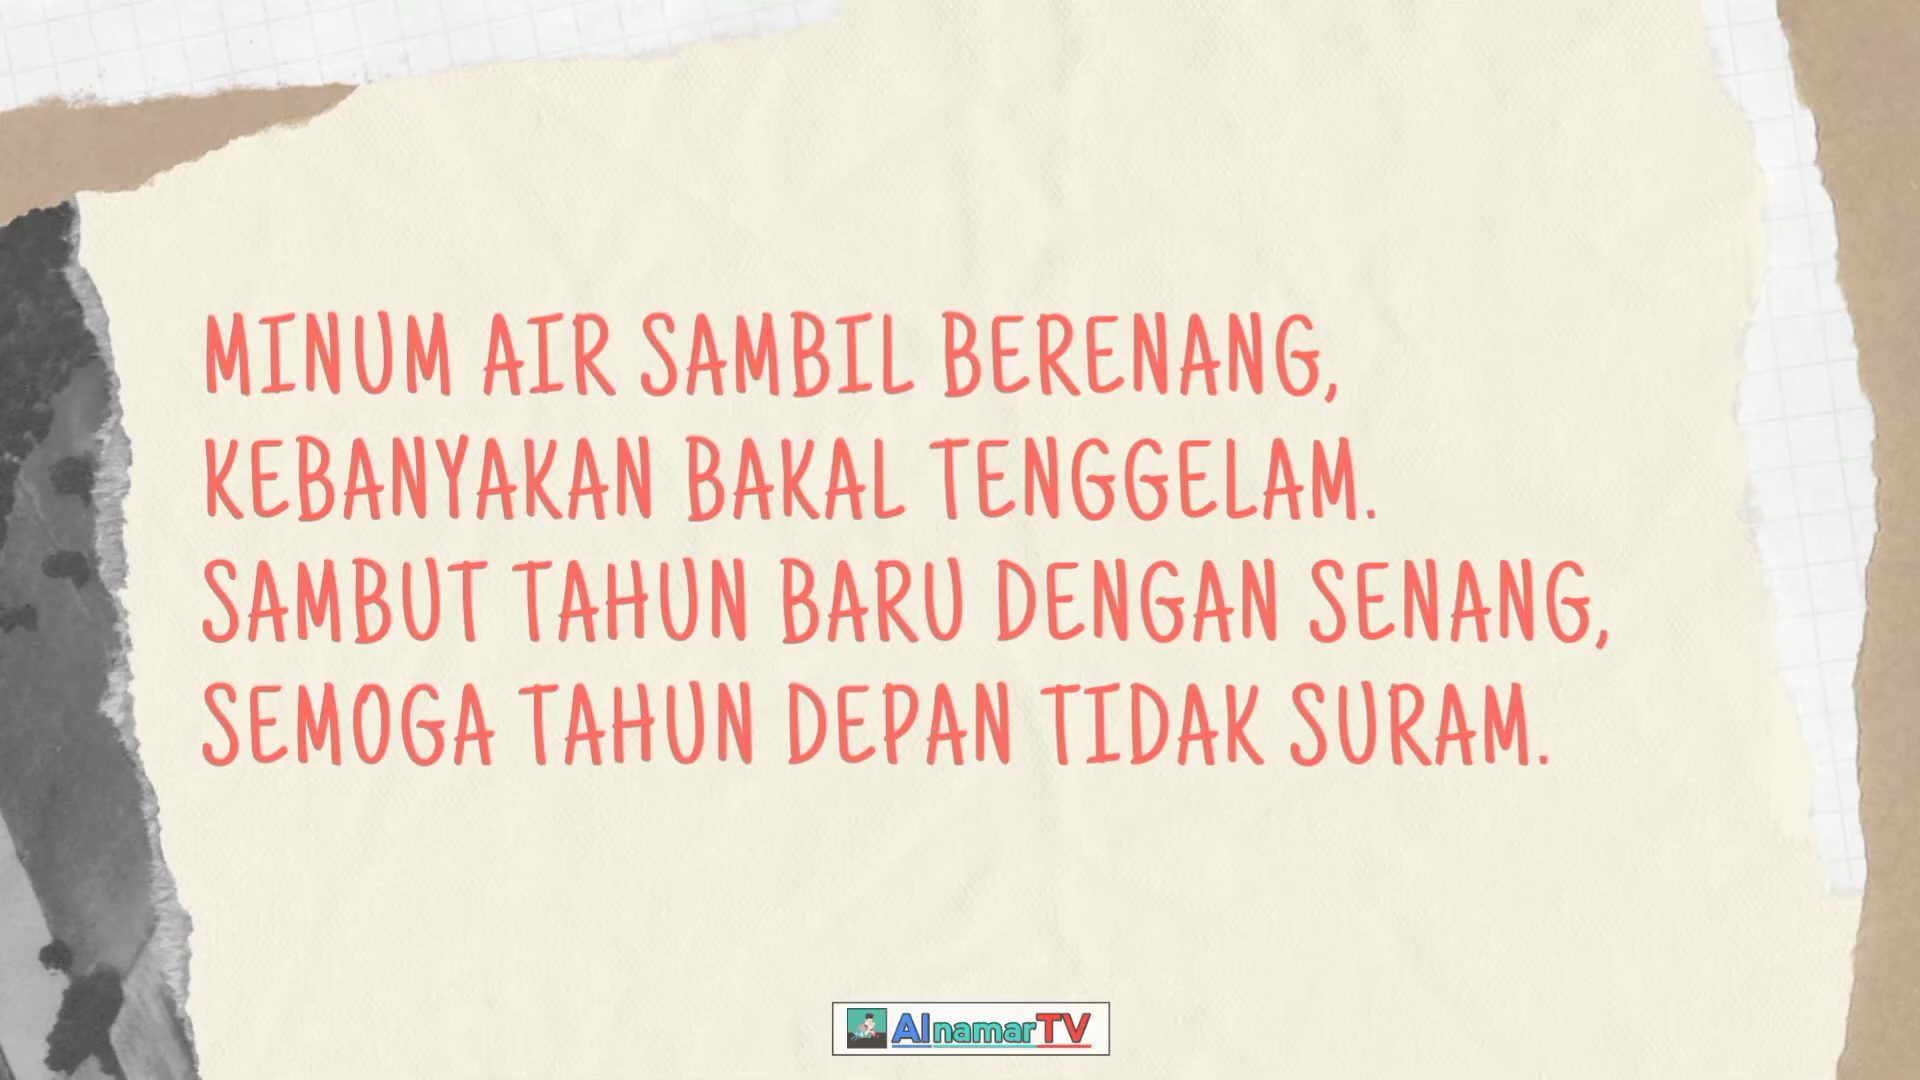 MINUM AIR SAMBIL BERENANG,
KEBANYAKAN BAKAL TENGGELAM.
SAMBUT TAHUN BARU DENGAN SENANG,
SEMOGA TAHUN DEPAN TIDAK SURAM.
AlnamarTV